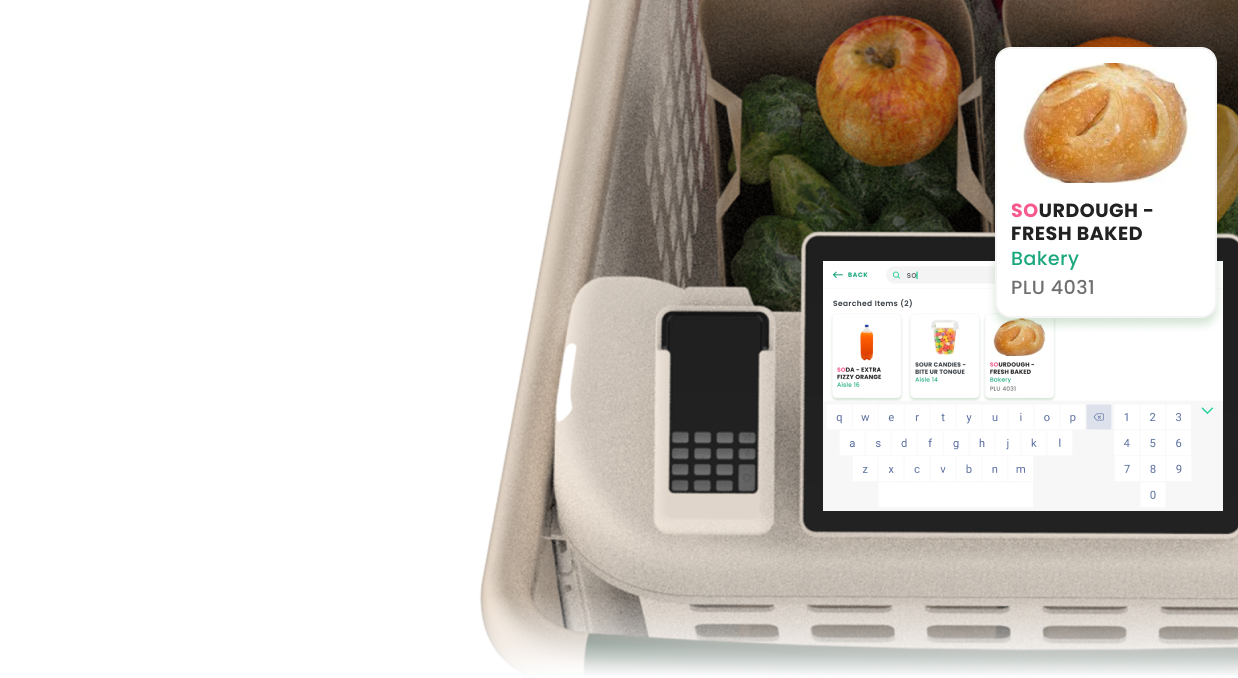 SOURDOUGH -
FRESH BAKED
Bakery
PLU 4031
BACK
so
Searched Items (2)
SODA - EXTRA
FIZZY ORANGE
Aisle 16
SOUR CANDIES -
BITE UR TONGUE
Aisle 14
SOURDOUGH -
FRESH BAKED
Bakery
PLU 4031
q w e r t y u i o p 1 2 3
a s d f g h j k l 4 5 6
z x c v b n m 7 8 9
0